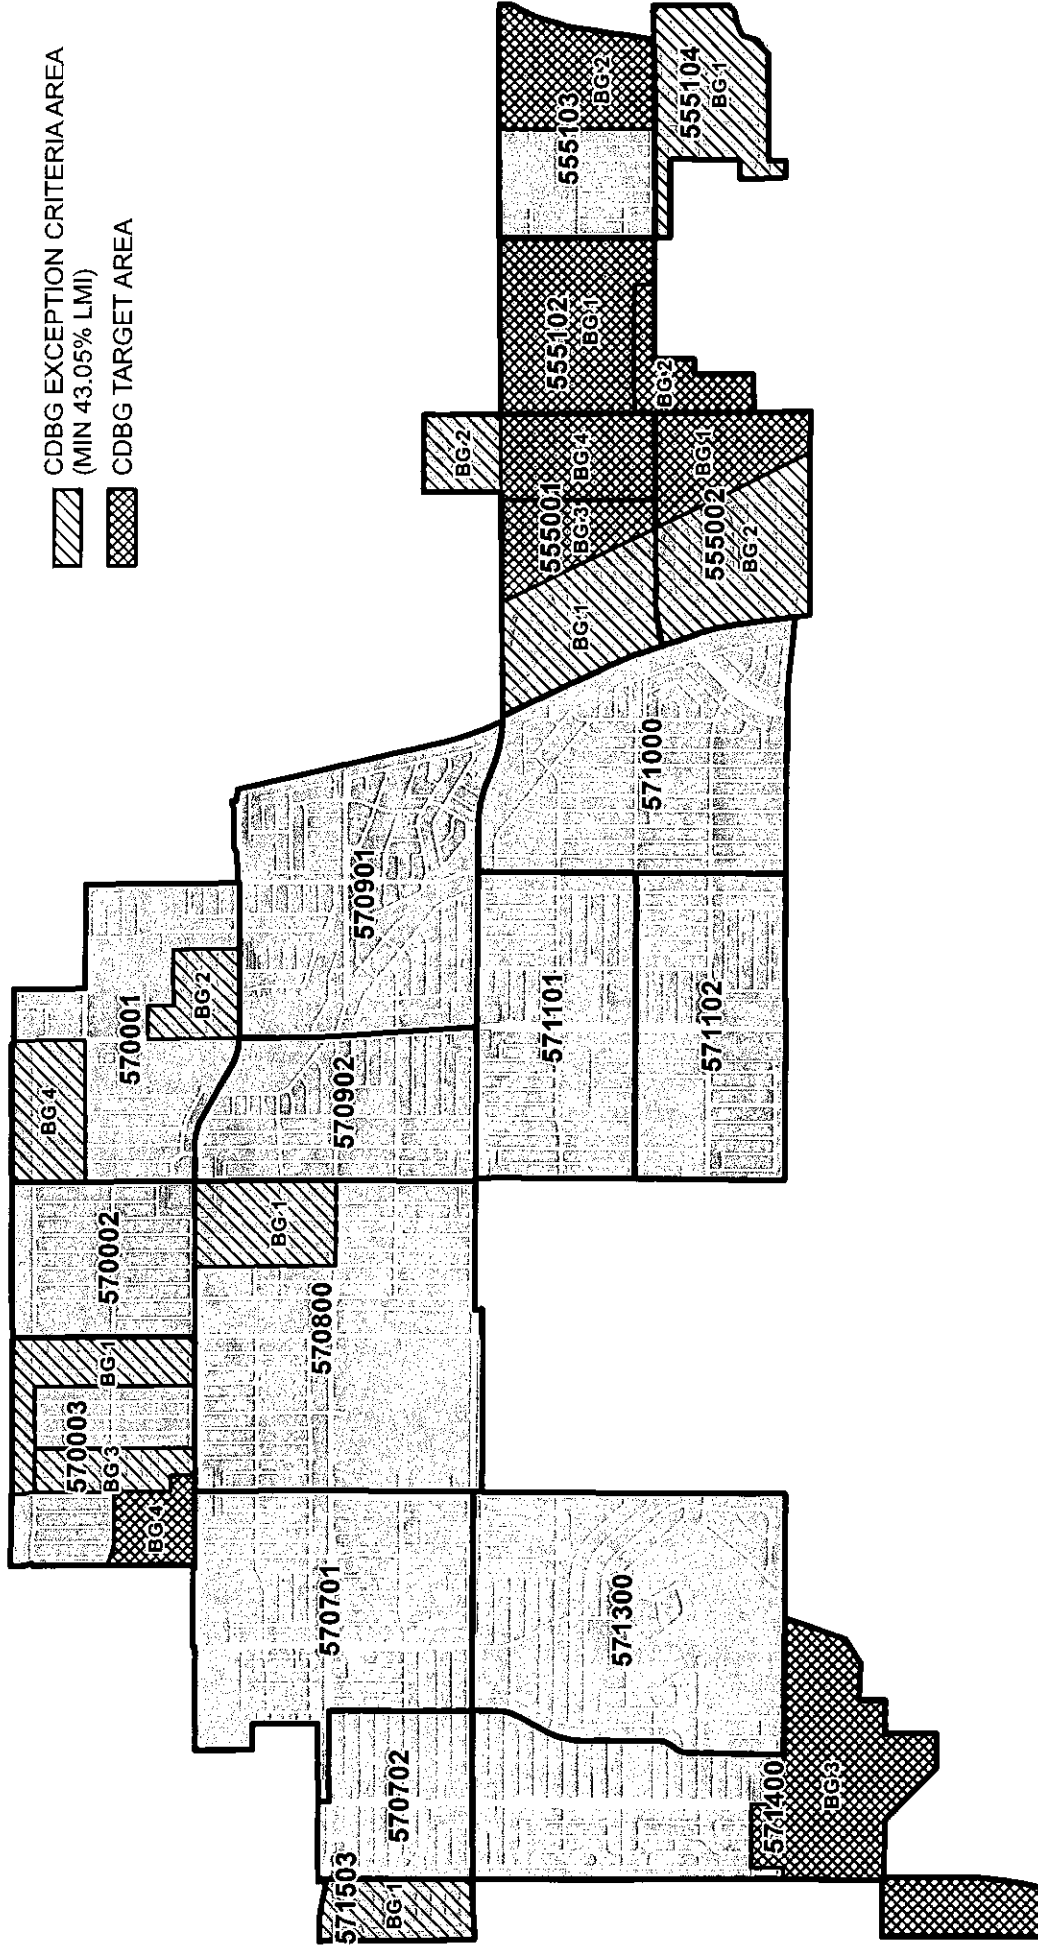 CDBG EXCEPTION CRITERIA AREA
(MIN 43.05% LMI)
CDBG TARGET AREA
571503
BG 1
570702
571400
BG 3
570701
571300
570003
BG 4
BG 3
BG 1
570002
570800
BG 1
570001
BG 4
BG 2
570902
570901
571101
571102
571000
555001
BG 1
BG 3
BG 4
BG 2
555002
BG 2
BG 1
555102
BG 1
BG 2
555103
BG 2
555104
BG 1